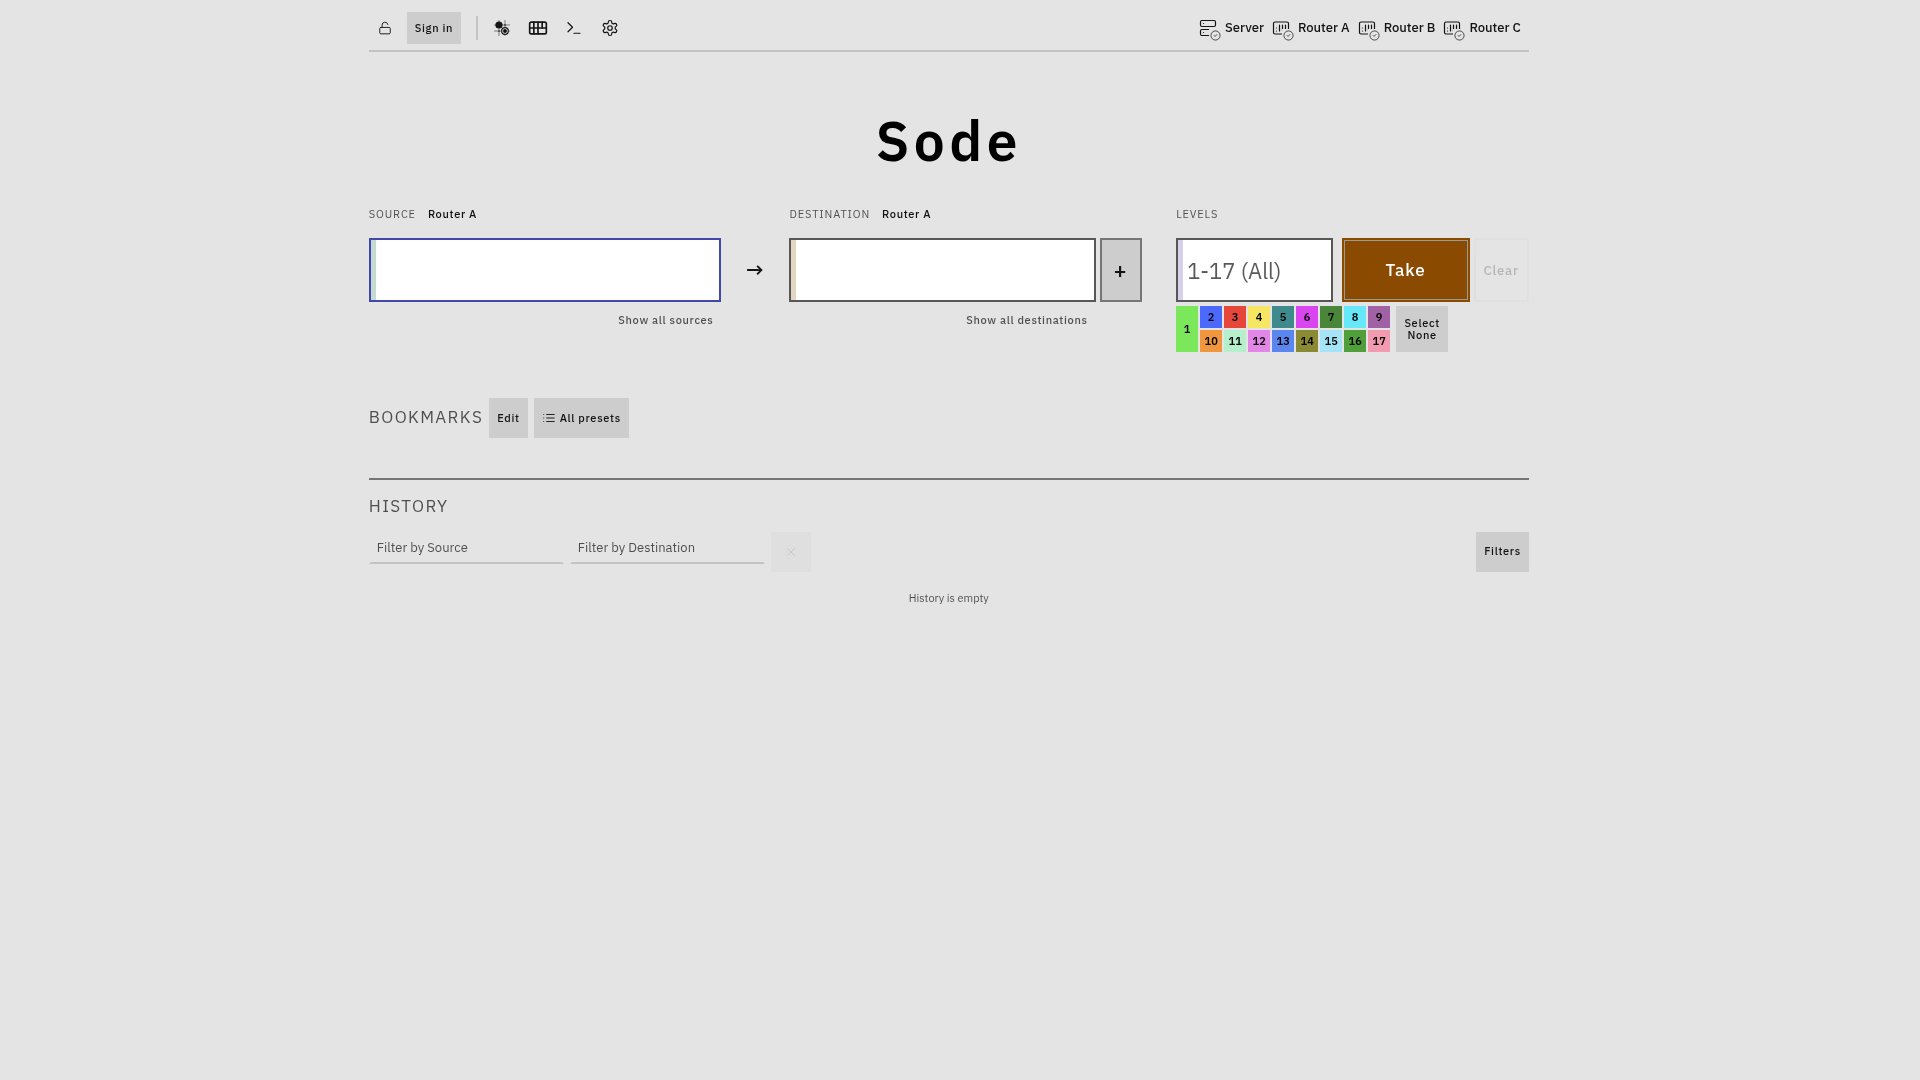 Sign in
Server
Router A
Router B
Router C
Sode
SOURCE Router A
DESTINATION Router A
LEVELS
→
+
1-17 (All)
Take
Clear
Show all sources
Show all destinations
1
2 3 4 5 6 7 8 9
10 11 12 13 14 15 16 17
Select
None
BOOKMARKS
Edit
All presets
HISTORY
Filter by Source
Filter by Destination
Filters
History is empty